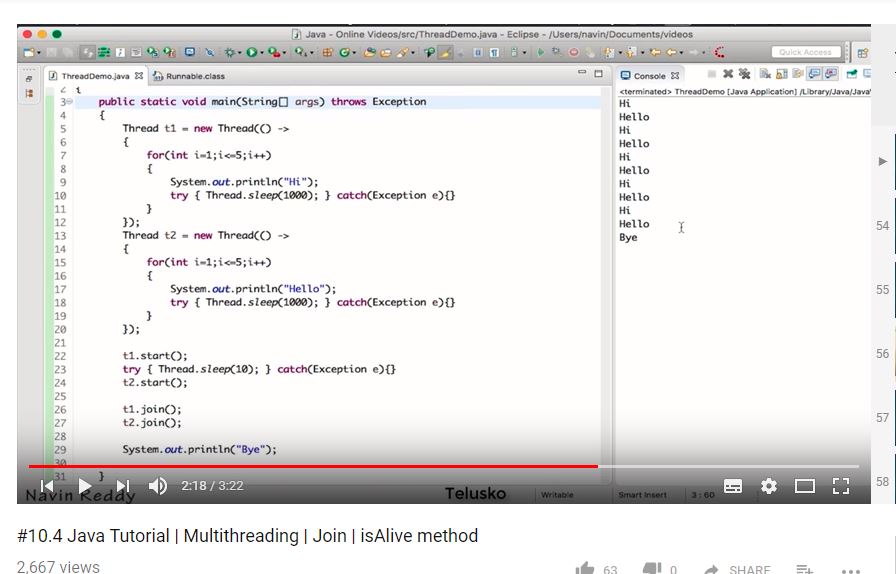 Java - Online Videos/src/ThreadDemo.java - Eclipse - /Users/navin/Documents/videos
Quick Access
ThreadDemo.java
Runnable.class
Console
<terminated> ThreadDemo [Java Application] /Library/Java/Java
2 {
3 public static void main(String[] args) throws Exception
4 {
5 Thread t1 = new Thread(() ->
6 {
7 for(int i=1;i<=5;i++)
8 {
9 System.out.println("Hi");
10 try { Thread.sleep(1000); } catch(Exception e){}
11 }
12 });
13 Thread t2 = new Thread(() ->
14 {
15 for(int i=1;i<=5;i++)
16 {
17 System.out.println("Hello");
18 try { Thread.sleep(1000); } catch(Exception e){}
19 }
20 });
21
22 t1.start();
23 try { Thread.sleep(10); } catch(Exception e){}
24 t2.start();
25
26 t1.join();
27 t2.join();
28
29 System.out.println("Bye");
30
31 }
Hi
Hello
Hi
Hello
Hi
Hello
Hi
Hello
Hi
Hello
Bye
54
55
56
57
58
2:18 / 3:22
Navin Reddy
Telusko
Writable
Smart Insert
3 : 60
#10.4 Java Tutorial | Multithreading | Join | isAlive method
2,667 views
63
0
SHARE